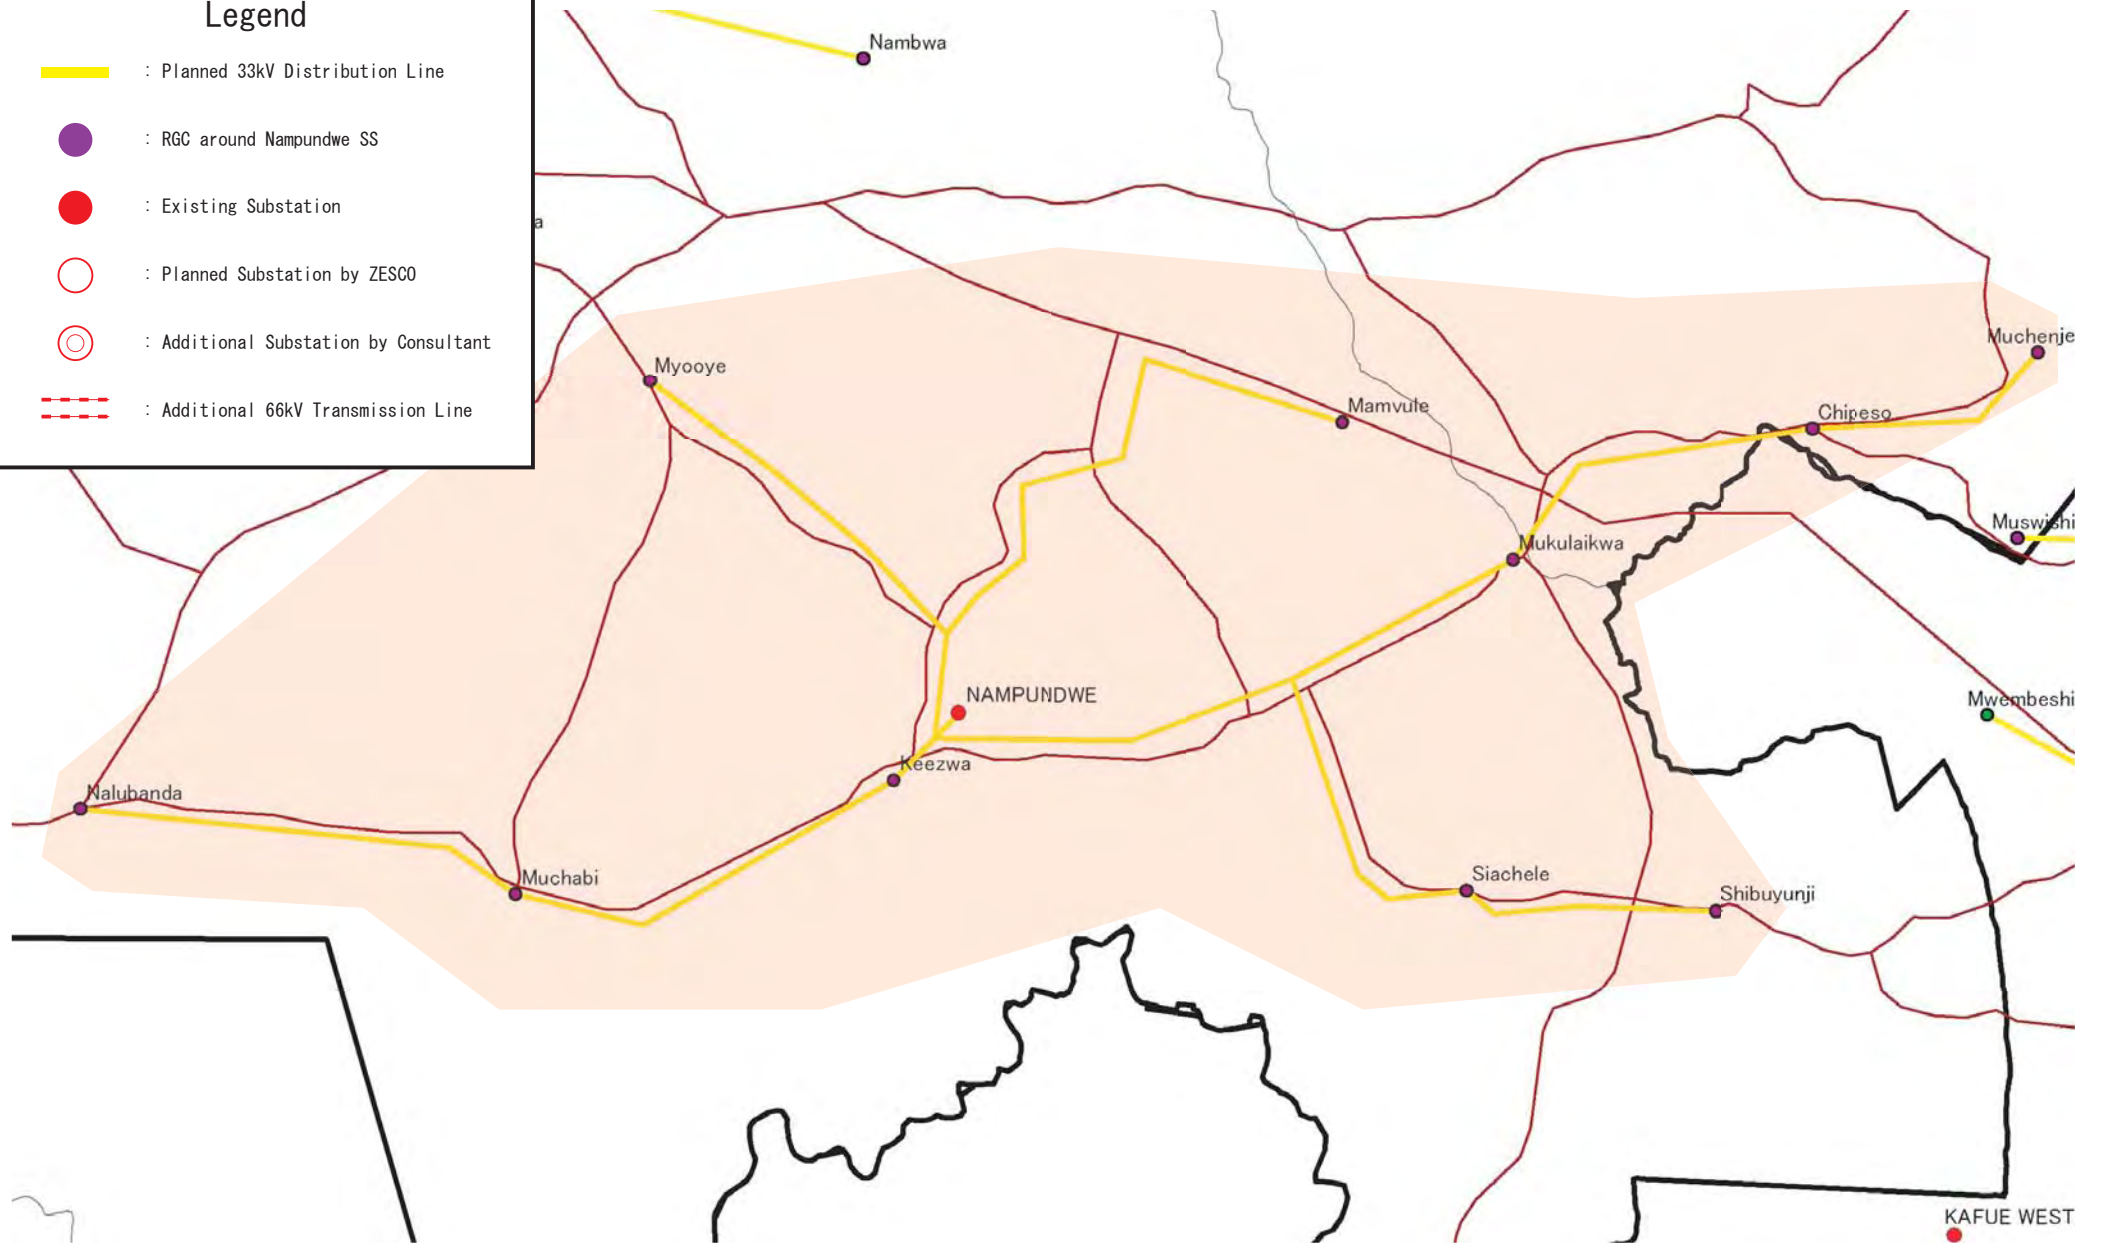 Legend
: Planned 33kV Distribution Line
: RGC around Nampundwe SS
: Existing Substation
: Planned Substation by ZESCO
: Additional Substation by Consultant
: Additional 66kV Transmission Line
Nambwa
a
Muchenje
Myooye
Mamvule
Chipeso
Muswishi
Mukulaikwa
NAMPUNDWE
Mwembeshi
Keezwa
Nalubanda
Muchabi
Siachele
Shibuyunji
KAFUE WEST